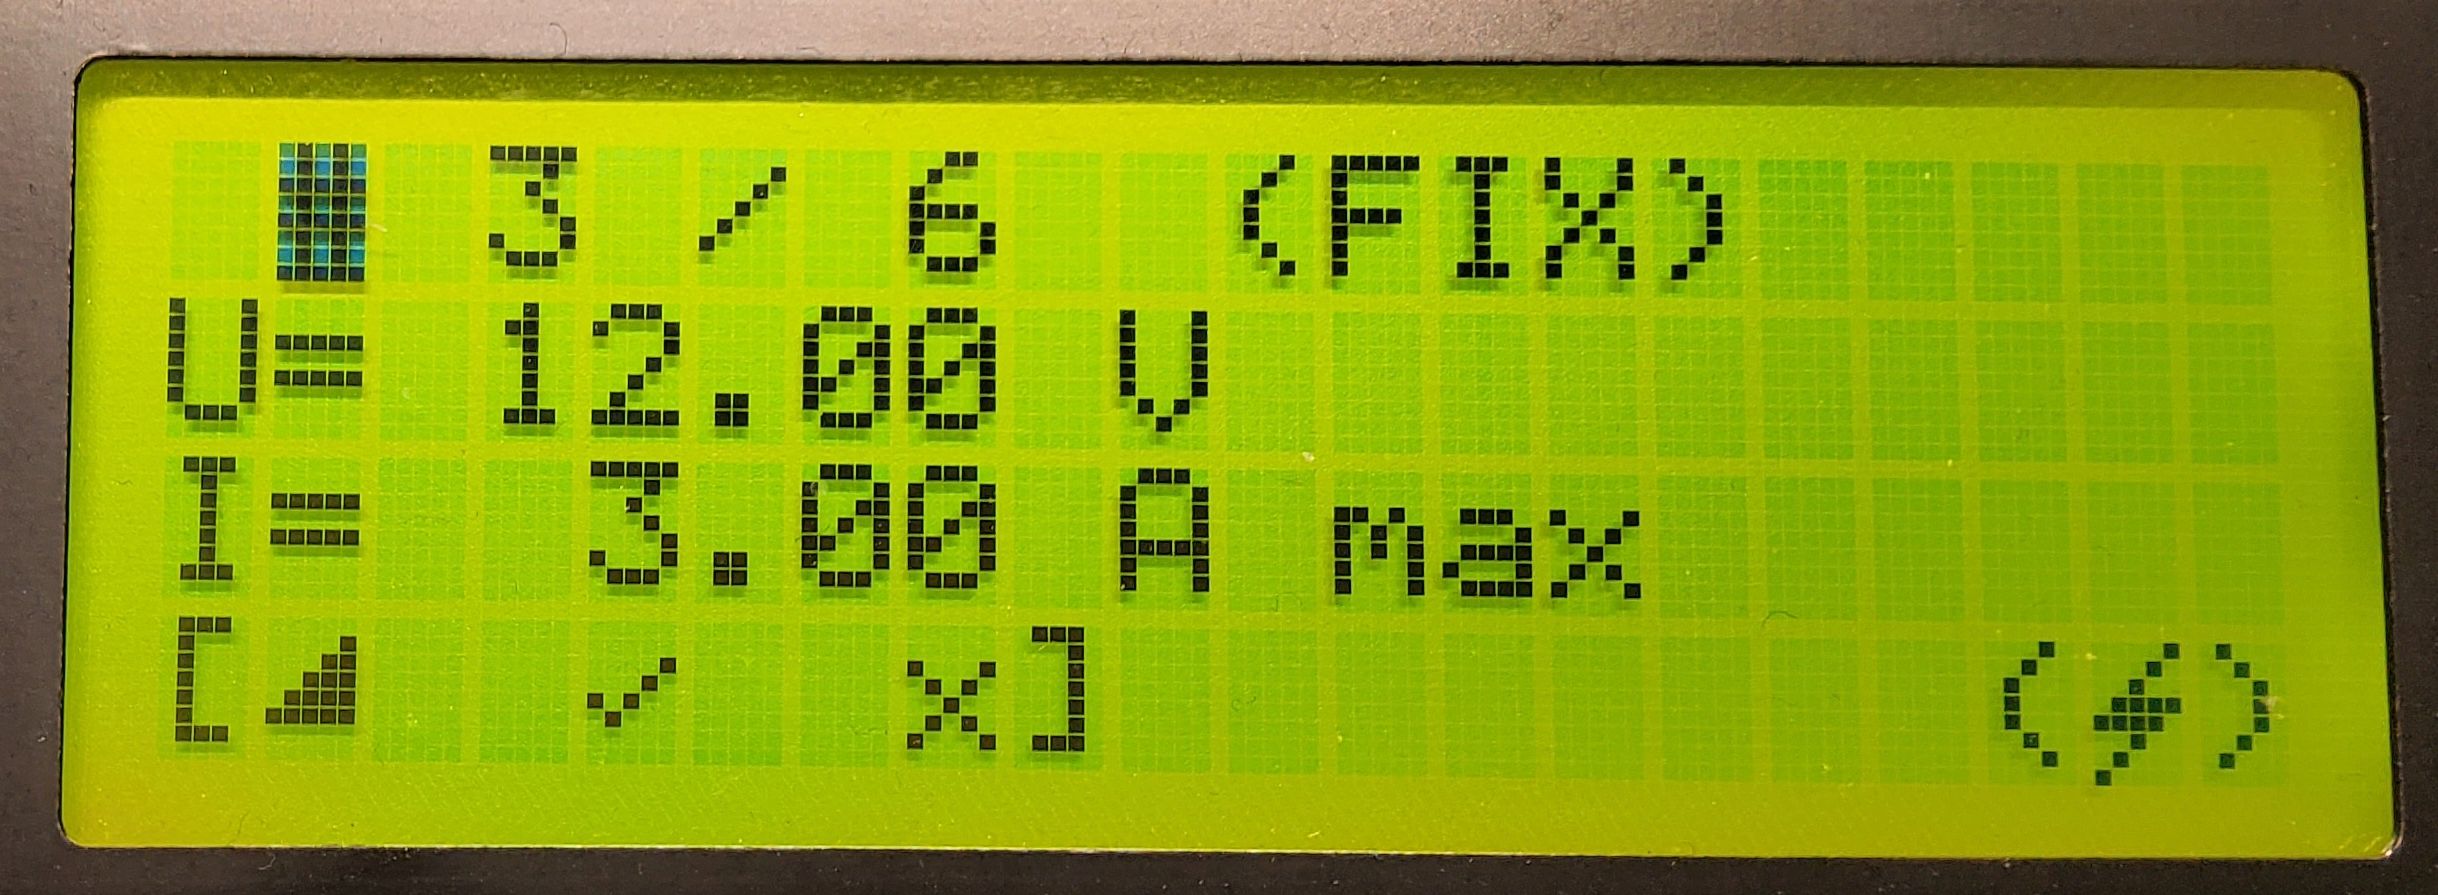 3 / 6 (FIX)
U= 12.00 V
I= 3.00 A max
[◢ ✓ x] (⚡)